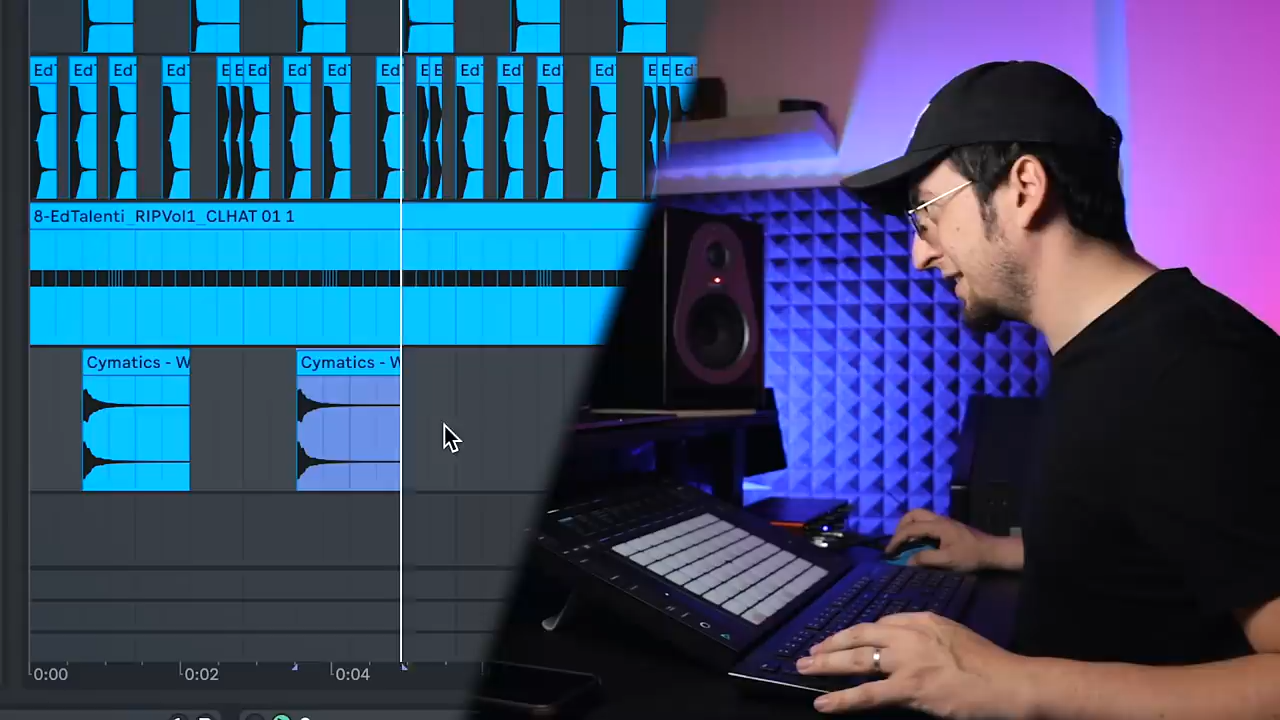 Ed Ed Ed Ed E E Ed Ed Ed Ed E E Ed Ed Ed Ed E E Ed
8-EdTalenti_RIPVol1_CLHAT 01 1
Cymatics - W Cymatics - W
0:00 0:02 0:04